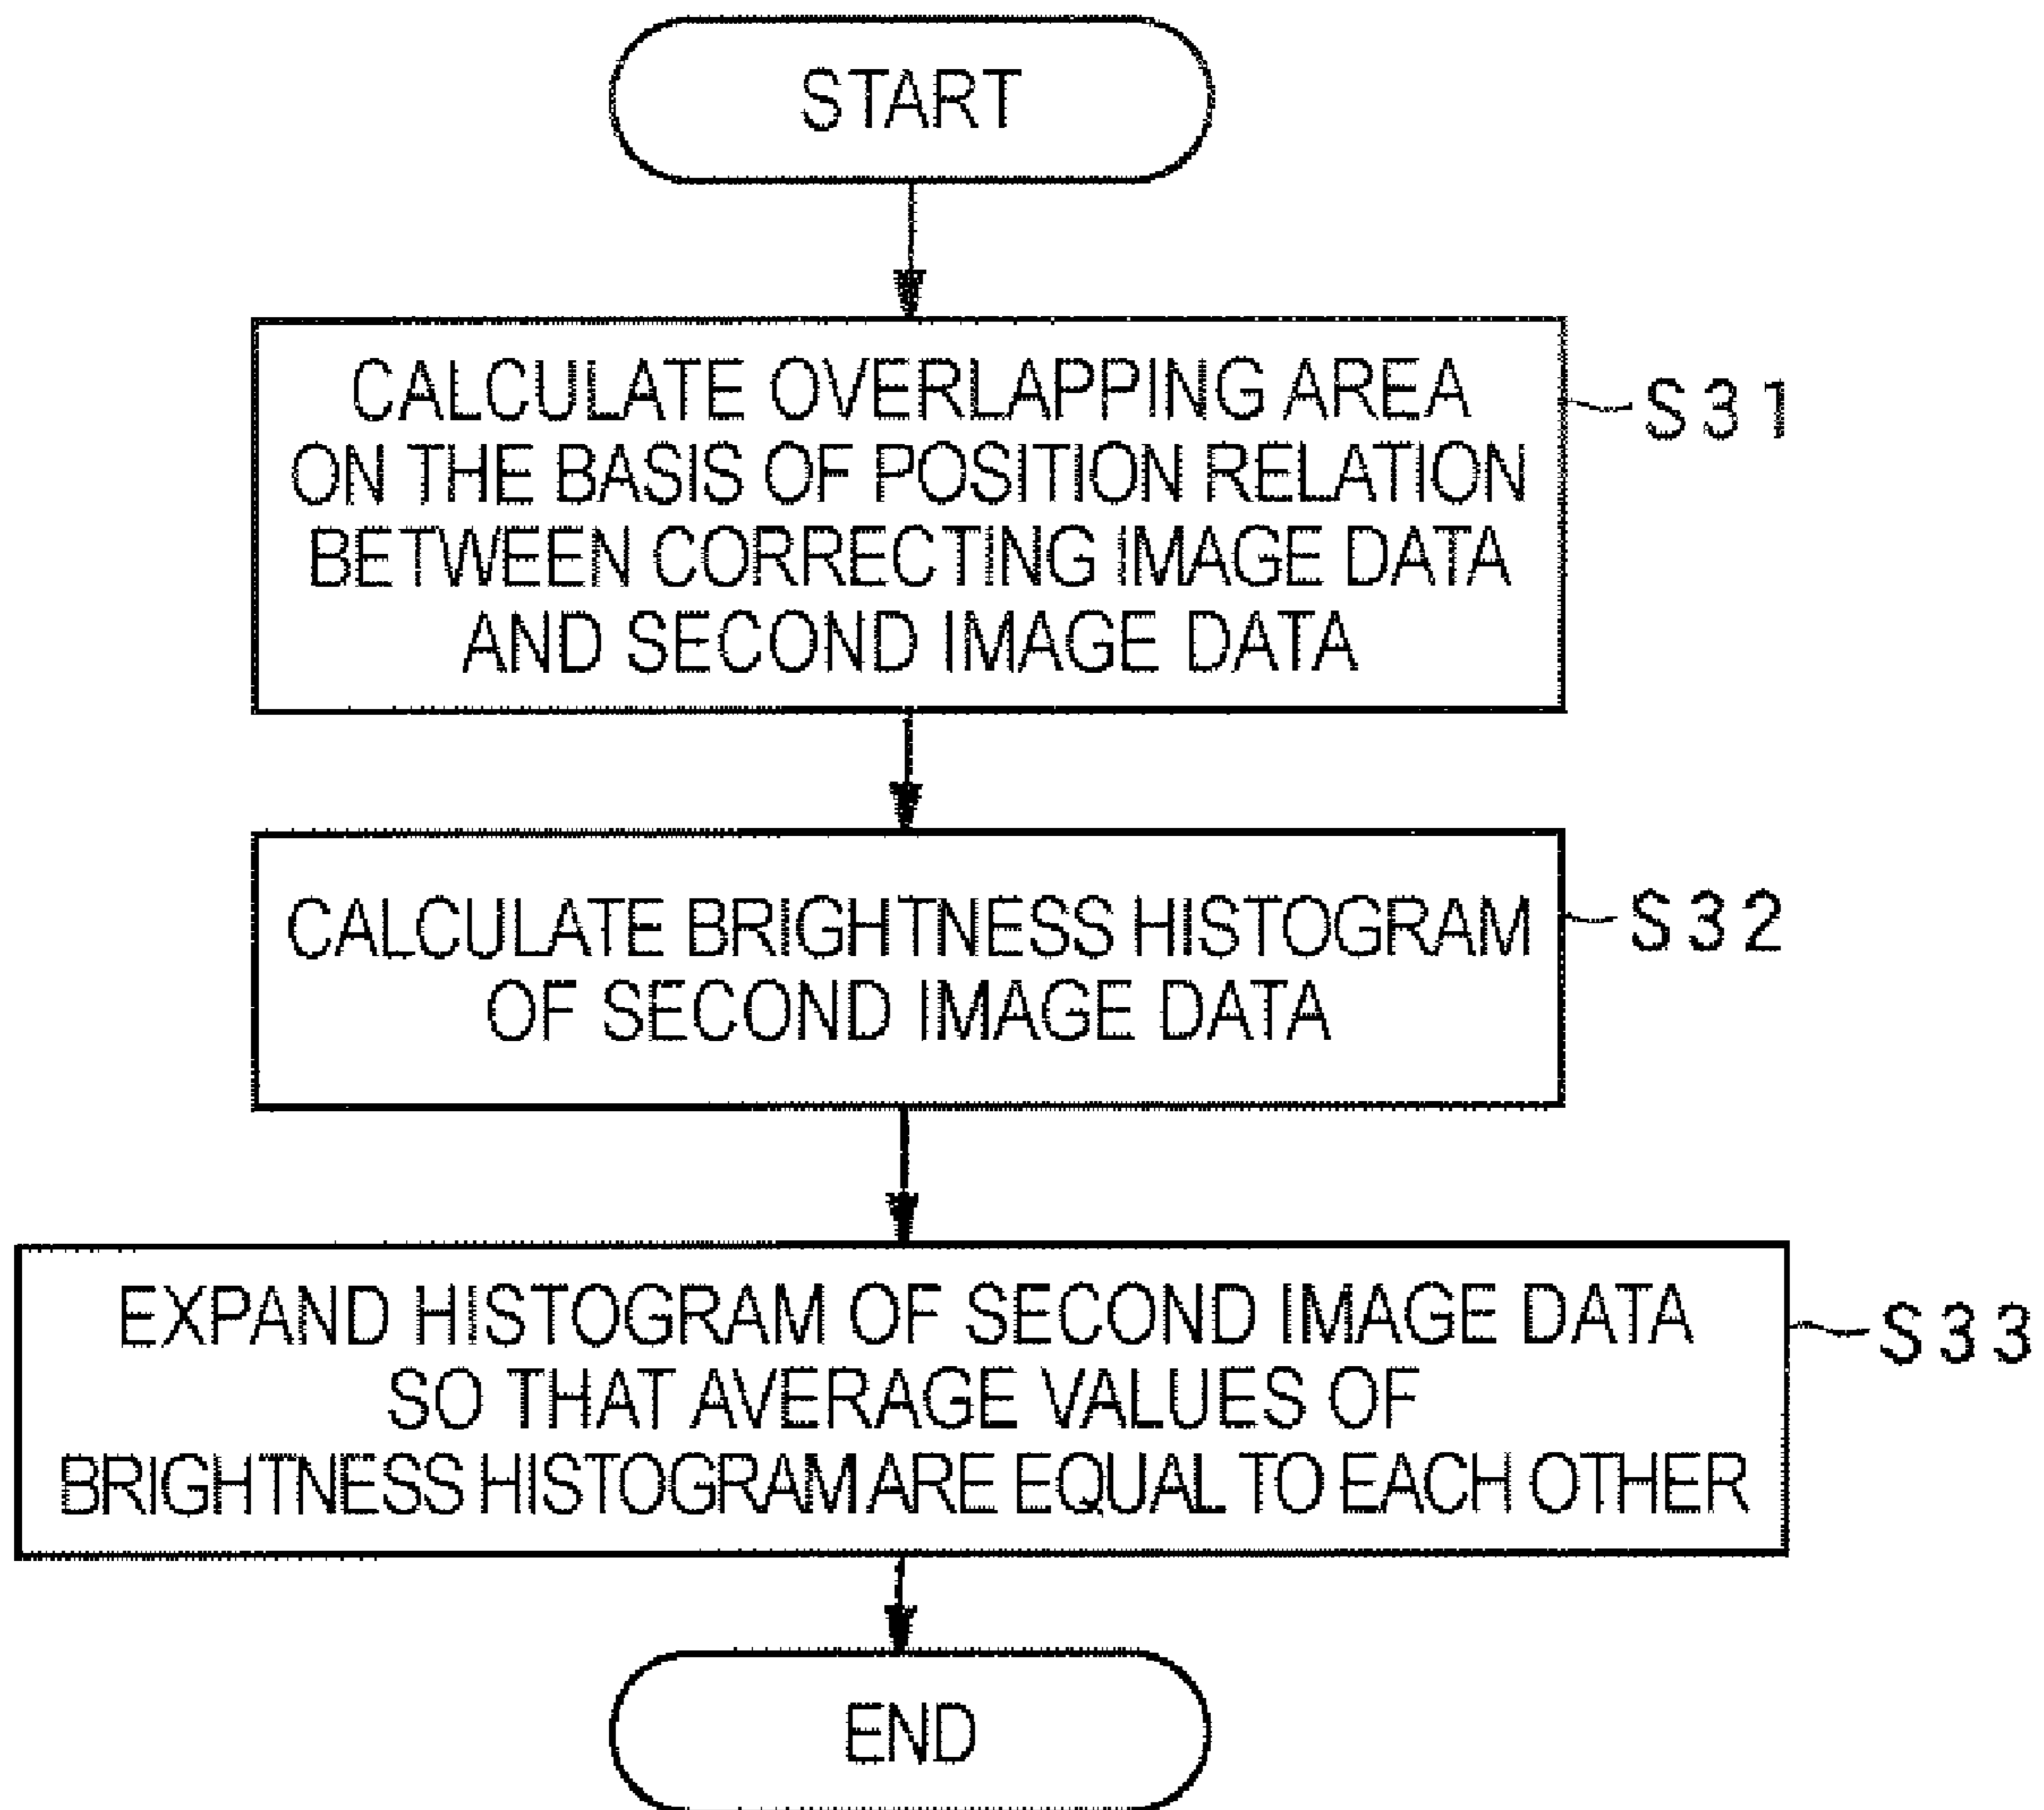 START
CALCULATE OVERLAPPING AREA
ON THE BASIS OF POSITION RELATION
BETWEEN CORRECTING IMAGE DATA
AND SECOND IMAGE DATA
S31
CALCULATE BRIGHTNESS HISTOGRAM
OF SECOND IMAGE DATA
S32
EXPAND HISTOGRAM OF SECOND IMAGE DATA
SO THAT AVERAGE VALUES OF
BRIGHTNESS HISTOGRAM ARE EQUAL TO EACH OTHER
S33
END